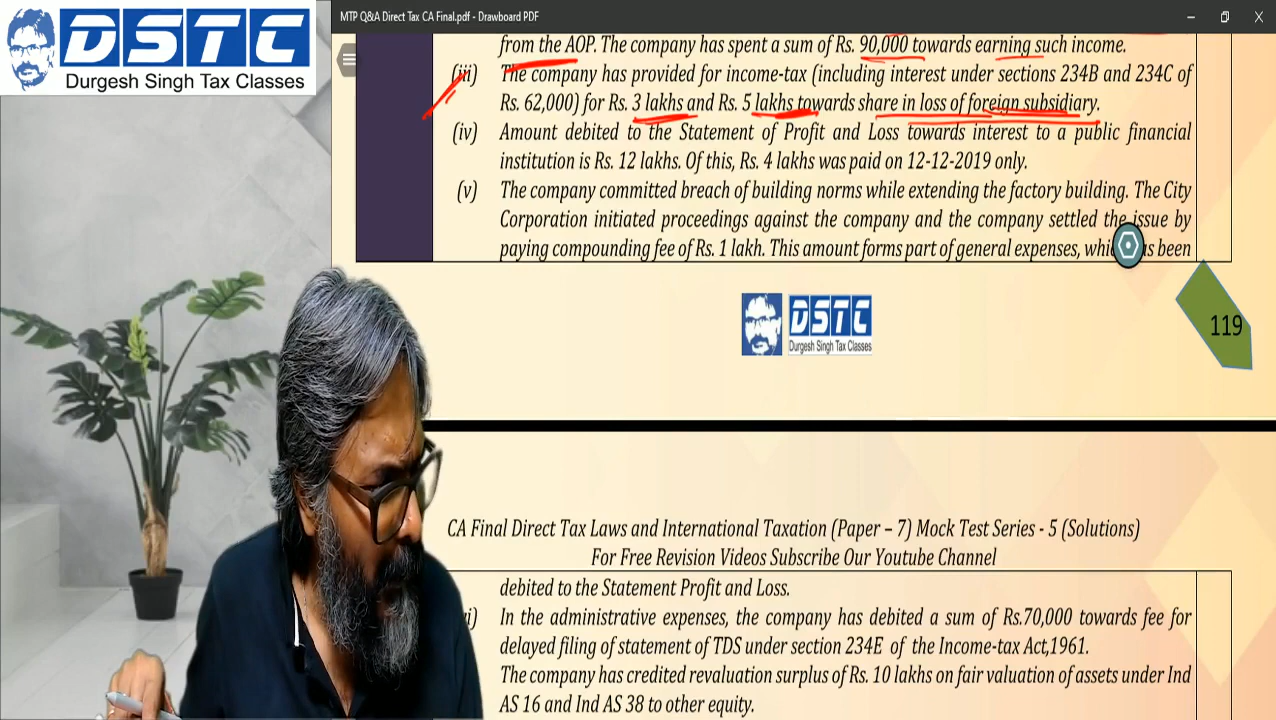 MTP Q&A Direct Tax CA Final.pdf - Drawboard PDF
DSTC
Durgesh Singh Tax Classes
from the AOP. The company has spent a sum of Rs. 90,000 towards earning such income.
(iii) The company has provided for income-tax (including interest under sections 234B and 234C of
Rs. 62,000) for Rs. 3 lakhs and Rs. 5 lakhs towards share in loss of foreign subsidiary.
(iv) Amount debited to the Statement of Profit and Loss towards interest to a public financial
institution is Rs. 12 lakhs. Of this, Rs. 4 lakhs was paid on 12-12-2019 only.
(v) The company committed breach of building norms while extending the factory building. The City
Corporation initiated proceedings against the company and the company settled the issue by
paying compounding fee of Rs. 1 lakh. This amount forms part of general expenses, been
DSTC
Durgesh Singh Tax Classes
119
CA Final Direct Tax Laws and International Taxation (Paper – 7) Mock Test Series - 5 (Solutions)
For Free Revision Videos Subscribe Our Youtube Channel
debited to the Statement Profit and Loss.
In the administrative expenses, the company has debited a sum of Rs.70,000 towards fee for
delayed filing of statement of TDS under section 234E of the Income-tax Act,1961.
The company has credited revaluation surplus of Rs. 10 lakhs on fair valuation of assets under Ind
AS 16 and Ind AS 38 to other equity.